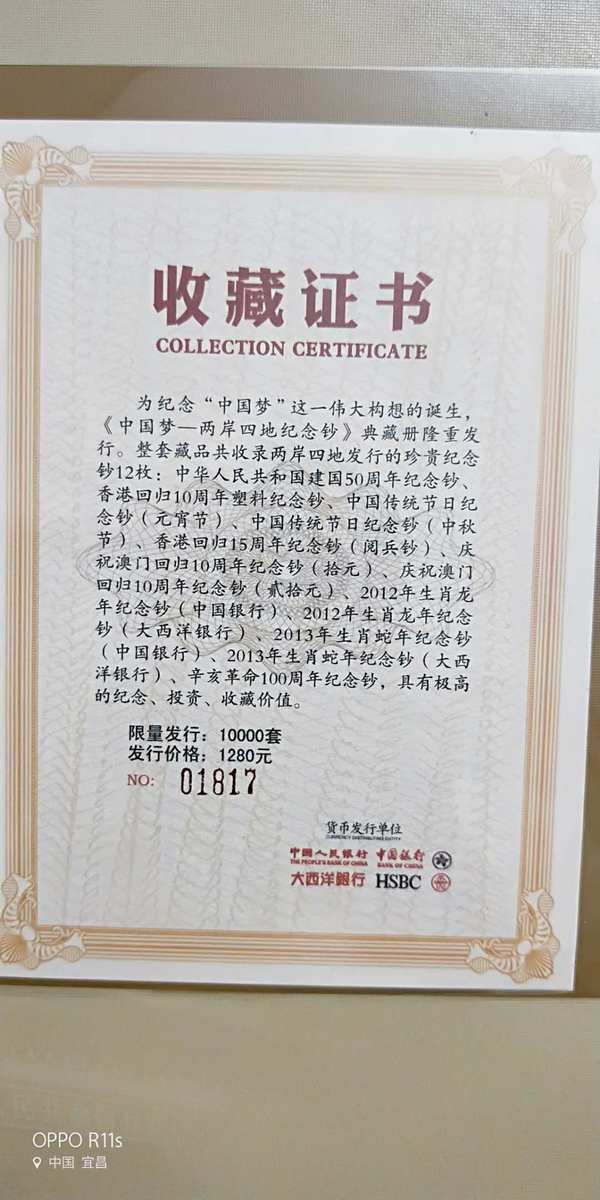 收藏证书
COLLECTION CERTIFICATE
为纪念“中国梦”这一伟大构想的诞生，
《中国梦—两岸四地纪念钞》典藏册隆重发
行。整套藏品共收录两岸四地发行的珍贵纪念
钞12枚：中华人民共和国建国50周年纪念钞、
香港回归10周年塑料纪念钞、中国传统节日纪
念钞（元宵节）、中国传统节日纪念钞（中秋
节）、香港回归15周年纪念钞（阅兵钞）、庆
祝澳门回归10周年纪念钞（拾元）、庆祝澳门
回归10周年纪念钞（贰拾元）、2012年生肖龙
年纪念钞（中国银行）、2012年生肖龙年纪念
钞（大西洋银行）、2013年生肖蛇年纪念钞
（中国银行）、2013年生肖蛇年纪念钞（大西
洋银行）、辛亥革命100周年纪念钞，具有极高
的纪念、投资、收藏价值。
限量发行：10000套
发行价格：1280元
NO: 01817
货币发行单位
CURRENCY DISTRIBUTING ENTITY
中国人民银行 中国银行
THE PEOPLE'S BANK OF CHINA BANK OF CHINA
大西洋銀行 HSBC
OPPO R11s
中国 宜昌